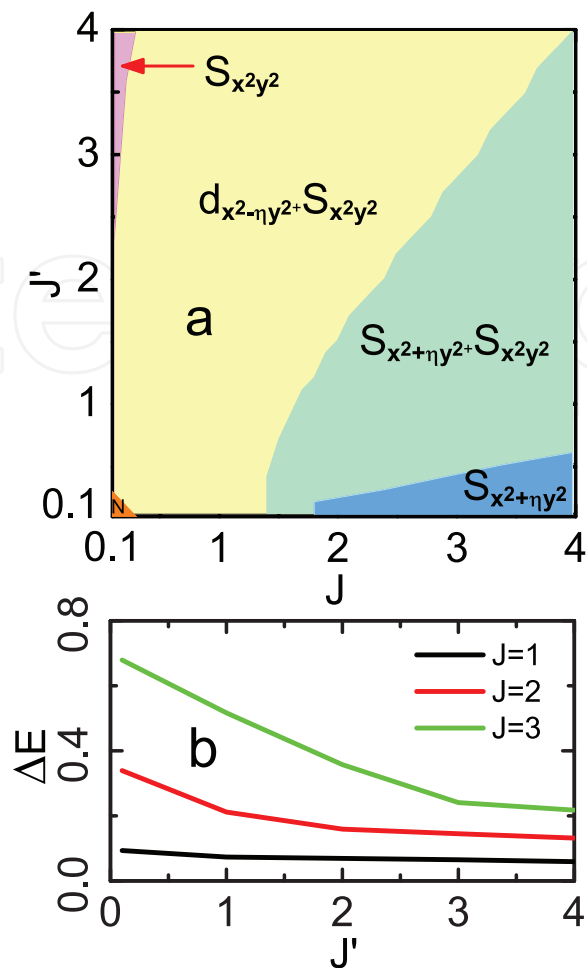 4
S_{x²y²}
3
d_{x²-ηy²}+S_{x²y²}
J'
2
a
S_{x²+ηy²}+S_{x²y²}
1
S_{x²+ηy²}
0.1
N
0.1 1 2 3 4
J
0.8
J=1
J=2
b
J=3
ΔE
0.4
0.0
0 1 2 3 4
J'